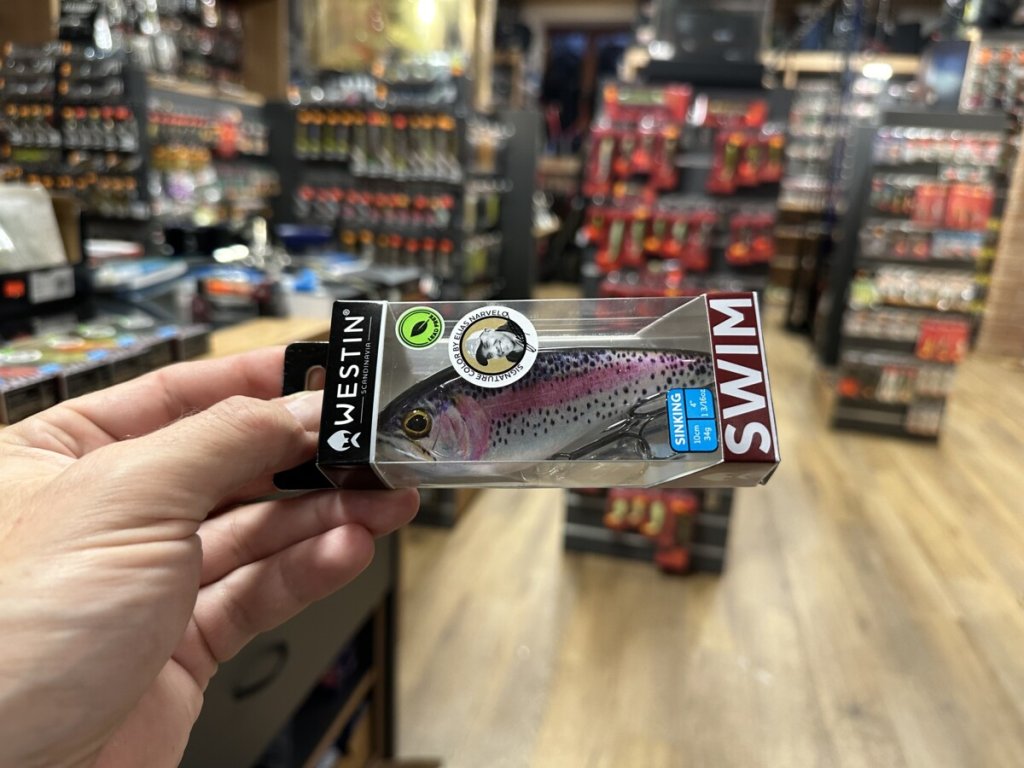 WESTIN®
SCANDINAVIA
SIGNATURE COLOR BY ELIAS NARVELO
SINKING
10cm 4"
34g 1 3/16oz
SWIM